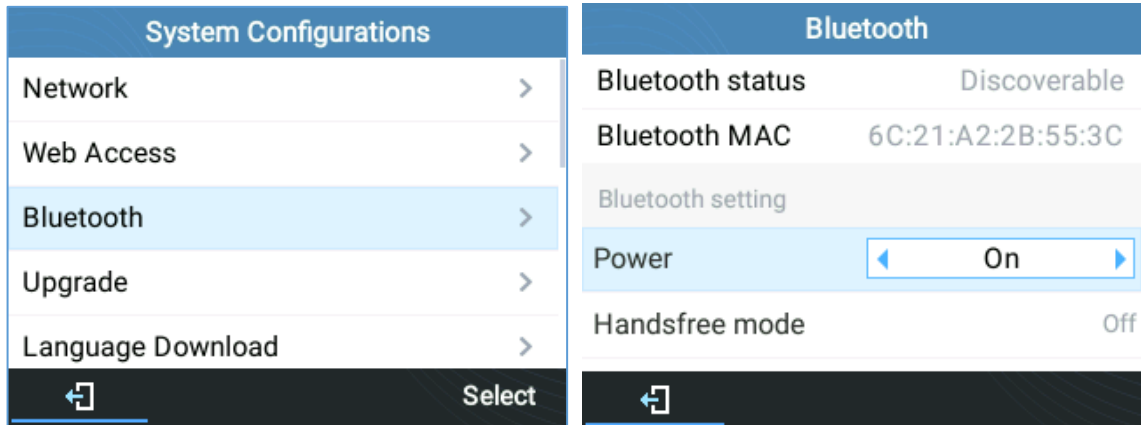 System Configurations
Network
Web Access
Bluetooth
Upgrade
Language Download
Select
Bluetooth
Bluetooth status Discoverable
Bluetooth MAC 6C:21:A2:2B:55:3C
Bluetooth setting
Power On
Handsfree mode Off